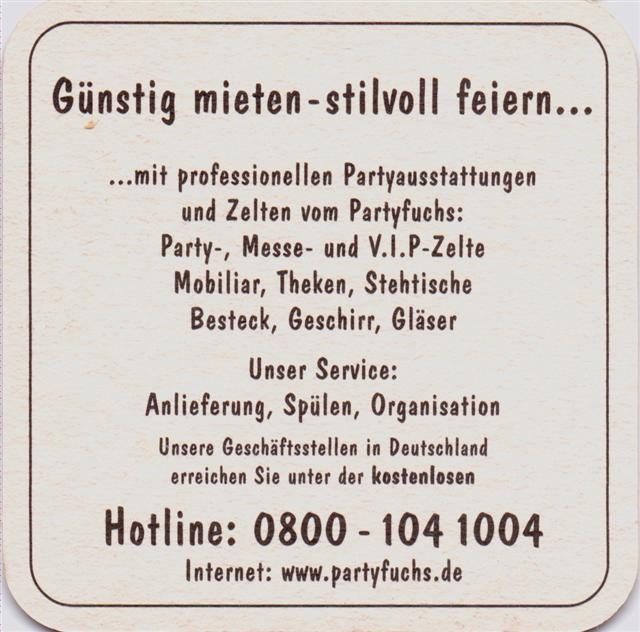 Günstig mieten-stilvoll feiern...
...mit professionellen Partyausstattungen
und Zelten vom Partyfuchs:
Party-, Messe- und V.I.P-Zelte
Mobiliar, Theken, Stehtische
Besteck, Geschirr, Gläser
Unser Service:
Anlieferung, Spülen, Organisation
Unsere Geschäftsstellen in Deutschland
erreichen Sie unter der kostenlosen
Hotline: 0800 - 104 1004
Internet: www.partyfuchs.de